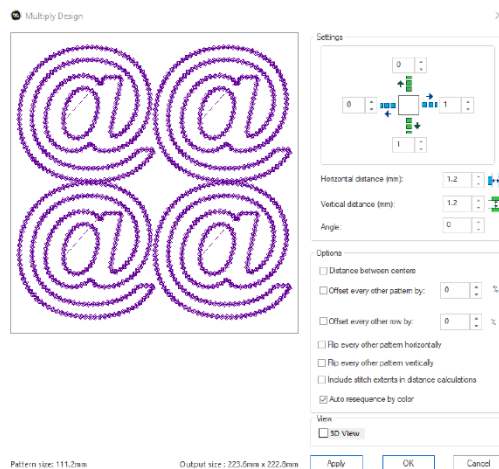 Multiply Design
Settings
0
0
1
1
Horizontal distance (mm): 1.2
Vertical distance (mm): 1.2
Angle: 0
Options
Distance between centers
Offset every other pattern by: 0 %
Offset every other row by: 0 %
Flip every other pattern horizontally
Flip every other pattern vertically
Include stitch extents in distance calculations
Auto resequence by color
View
3D View
Pattern size: 111.2mm
Output size : 223.6mm x 222.8mm
Apply
OK
Cancel